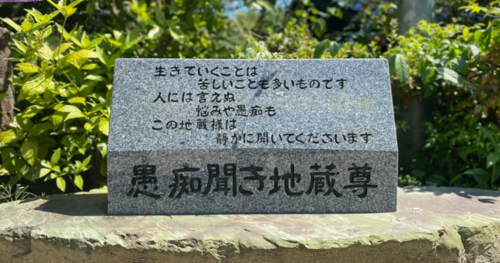 生きていくことは
苦しいことも多いものです
人には言えぬ
悩みや愚痴も
この地蔵様は
静かに聞いてくださいます
愚痴聞き地蔵尊